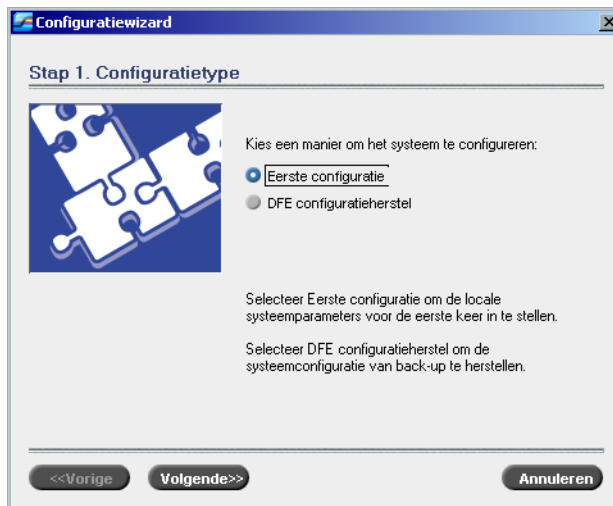 Configuratiewizard
Stap 1. Configuratietype
Kies een manier om het systeem te configureren:
Eerste configuratie
DFE configuratieherstel
Selecteer Eerste configuratie om de locale
systeemparameters voor de eerste keer in te stellen.
Selecteer DFE configuratieherstel om de
systeemconfiguratie van back-up te herstellen.
<<Vorige
Volgende>>
Annuleren